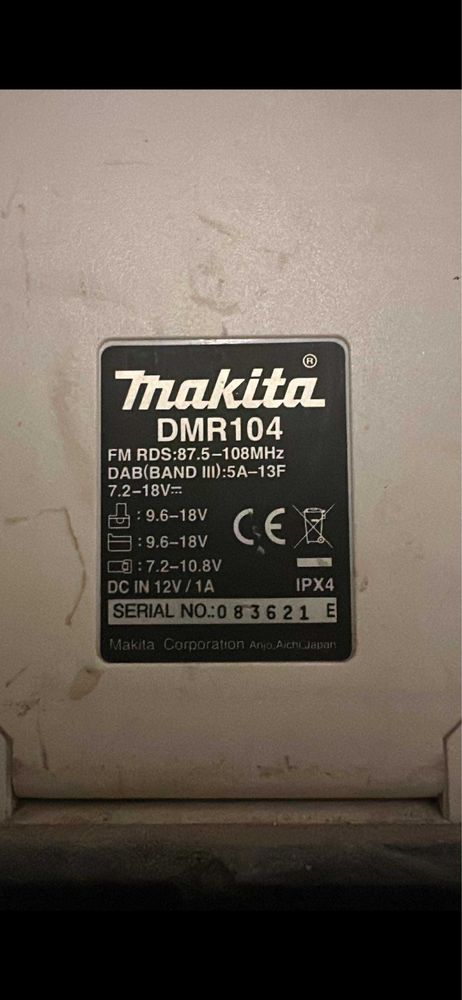 makita®
DMR104
FM RDS:87.5–108MHz
DAB(BAND III):5A–13F
7.2–18V⎓
: 9.6–18V
: 9.6–18V
: 7.2–10.8V
CE
DC IN 12V / 1A
IPX4
SERIAL NO.:083621 E
Makita Corporation Anjo,Aichi,Japan